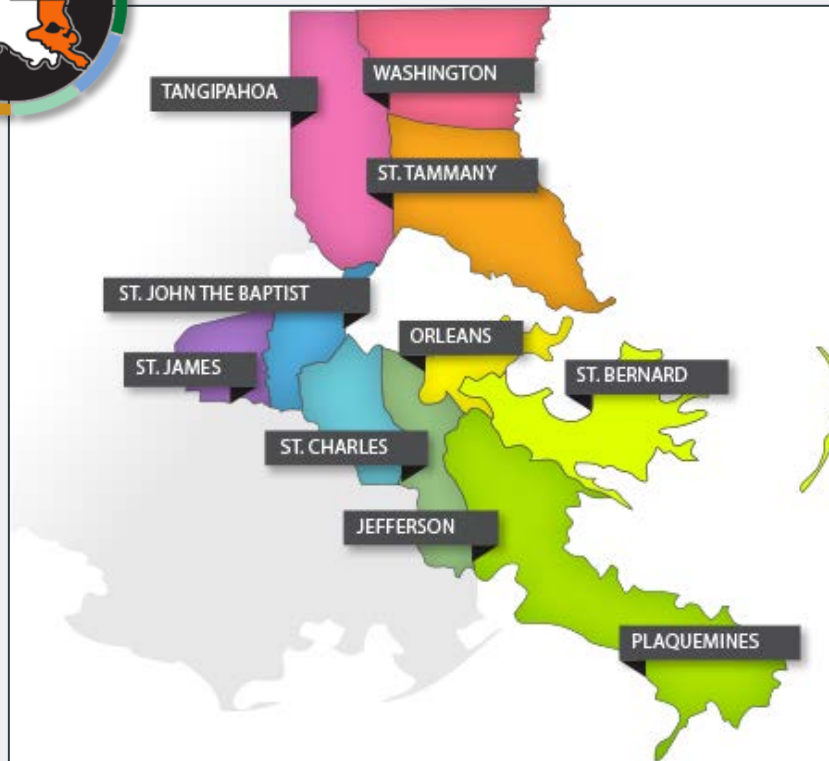 WASHINGTON
TANGIPAHOA
ST. TAMMANY
ST. JOHN THE BAPTIST
ORLEANS
ST. JAMES
ST. BERNARD
ST. CHARLES
JEFFERSON
PLAQUEMINES